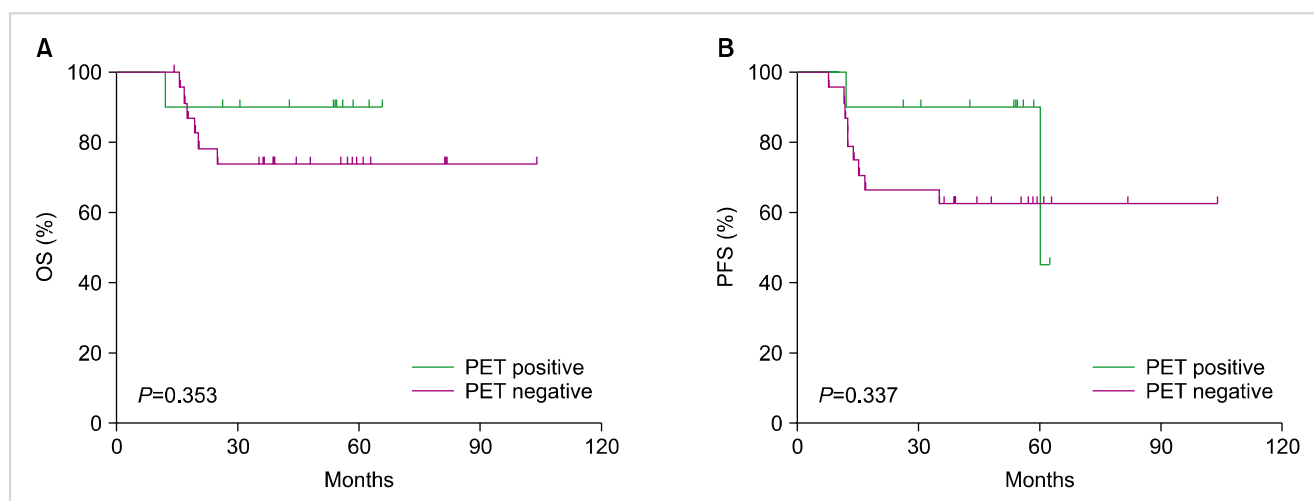 A
100
80
60
40
20
0
OS (%)
PET positive
PET negative
P=0.353
0 30 60 90 120
Months
B
100
80
60
40
20
0
PFS (%)
PET positive
PET negative
P=0.337
0 30 60 90 120
Months